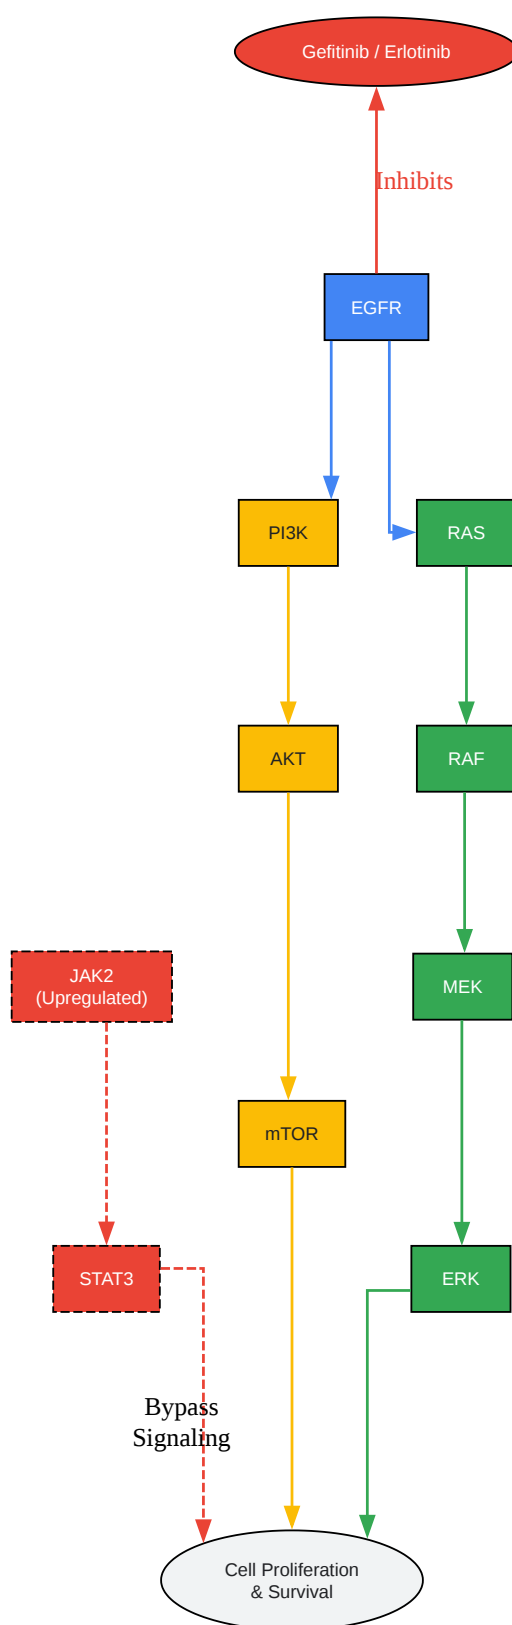 Gefitinib / Erlotinib
Inhibits
EGFR
PI3K
RAS
AKT
RAF
JAK2
(Upregulated)
MEK
mTOR
STAT3
ERK
Bypass
Signaling
Cell Proliferation
& Survival